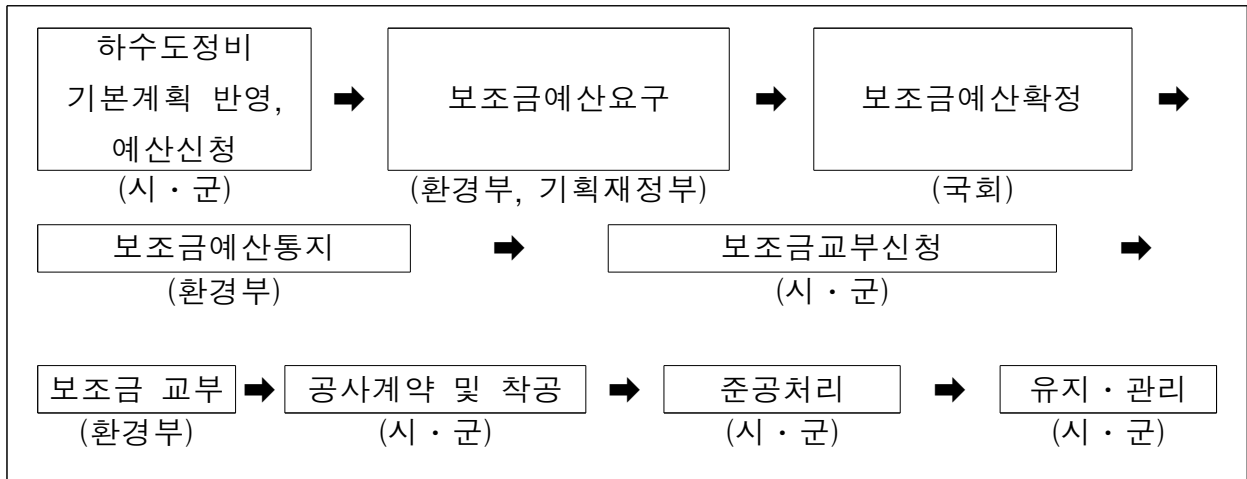 하수도정비
기본계획 반영,
예산신청
(시・군)
➡
보조금예산요구
(환경부, 기획재정부)
➡
보조금예산확정
(국회)
➡
보조금예산통지
(환경부)
➡
보조금교부신청
(시・군)
➡
보조금 교부
(환경부)
➡
공사계약 및 착공
(시・군)
➡
준공처리
(시・군)
➡
유지・관리
(시・군)